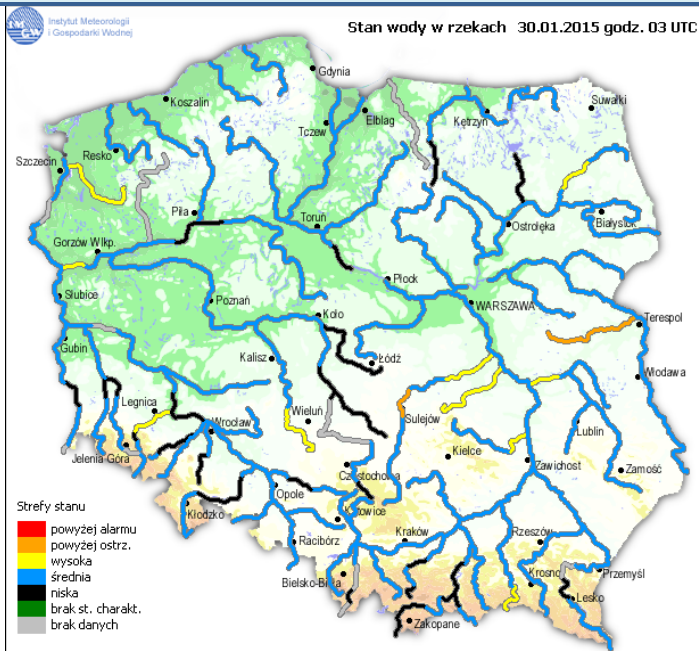 Instytut Meteorologii
i Gospodarki Wodnej
IMGW
Stan wody w rzekach 30.01.2015 godz. 03 UTC
Gdynia
Koszalin
Suwałki
Tczew
Elbląg
Kętrzyn
Szczecin
Resko
Piła
Toruń
Ostrołęka
Białystok
Gorzów Wlkp.
Płock
Słubice
Poznań
Koło
WARSZAWA
Terespol
Gubin
Kalisz
Łódź
Włodawa
Legnica
Wrocław
Wieluń
Sulejów
Lublin
Jelenia Góra
Kielce
Zawichost
Zamość
Częstochowa
Opole
Kłodzko
Katowice
Racibórz
Kraków
Rzeszów
Bielsko-Biała
Krosno
Przemyśl
Lesko
Zakopane
Strefy stanu
powyżej alarmu
powyżej ostrz.
wysoka
średnia
niska
brak st. charakt.
brak danych